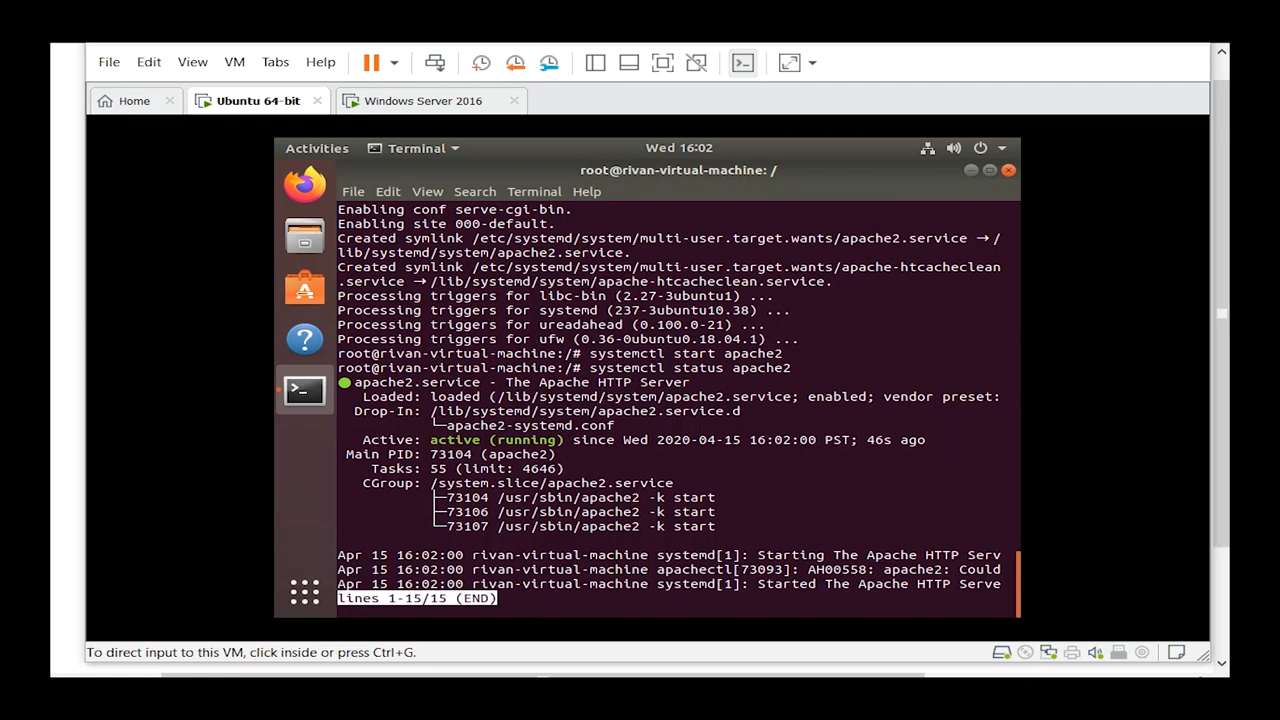 File Edit View VM Tabs Help
Home
Ubuntu 64-bit
Windows Server 2016
Activities Terminal Wed 16:02
root@rivan-virtual-machine: /
File Edit View Search Terminal Help
Enabling conf serve-cgi-bin.
Enabling site 000-default.
Created symlink /etc/systemd/system/multi-user.target.wants/apache2.service → /
lib/systemd/system/apache2.service.
Created symlink /etc/systemd/system/multi-user.target.wants/apache-htcacheclean
.service → /lib/systemd/system/apache-htcacheclean.service.
Processing triggers for libc-bin (2.27-3ubuntu1) ...
Processing triggers for systemd (237-3ubuntu10.38) ...
Processing triggers for ureadahead (0.100.0-21) ...
Processing triggers for ufw (0.36-0ubuntu0.18.04.1) ...
root@rivan-virtual-machine:/# systemctl start apache2
root@rivan-virtual-machine:/# systemctl status apache2
● apache2.service - The Apache HTTP Server
Loaded: loaded (/lib/systemd/system/apache2.service; enabled; vendor preset:
Drop-In: /lib/systemd/system/apache2.service.d
└─apache2-systemd.conf
Active: active (running) since Wed 2020-04-15 16:02:00 PST; 46s ago
Main PID: 73104 (apache2)
Tasks: 55 (limit: 4646)
CGroup: /system.slice/apache2.service
├─73104 /usr/sbin/apache2 -k start
├─73106 /usr/sbin/apache2 -k start
└─73107 /usr/sbin/apache2 -k start
Apr 15 16:02:00 rivan-virtual-machine systemd[1]: Starting The Apache HTTP Serv
Apr 15 16:02:00 rivan-virtual-machine apachectl[73093]: AH00558: apache2: Could
Apr 15 16:02:00 rivan-virtual-machine systemd[1]: Started The Apache HTTP Serve
lines 1-15/15 (END)
To direct input to this VM, click inside or press Ctrl+G.